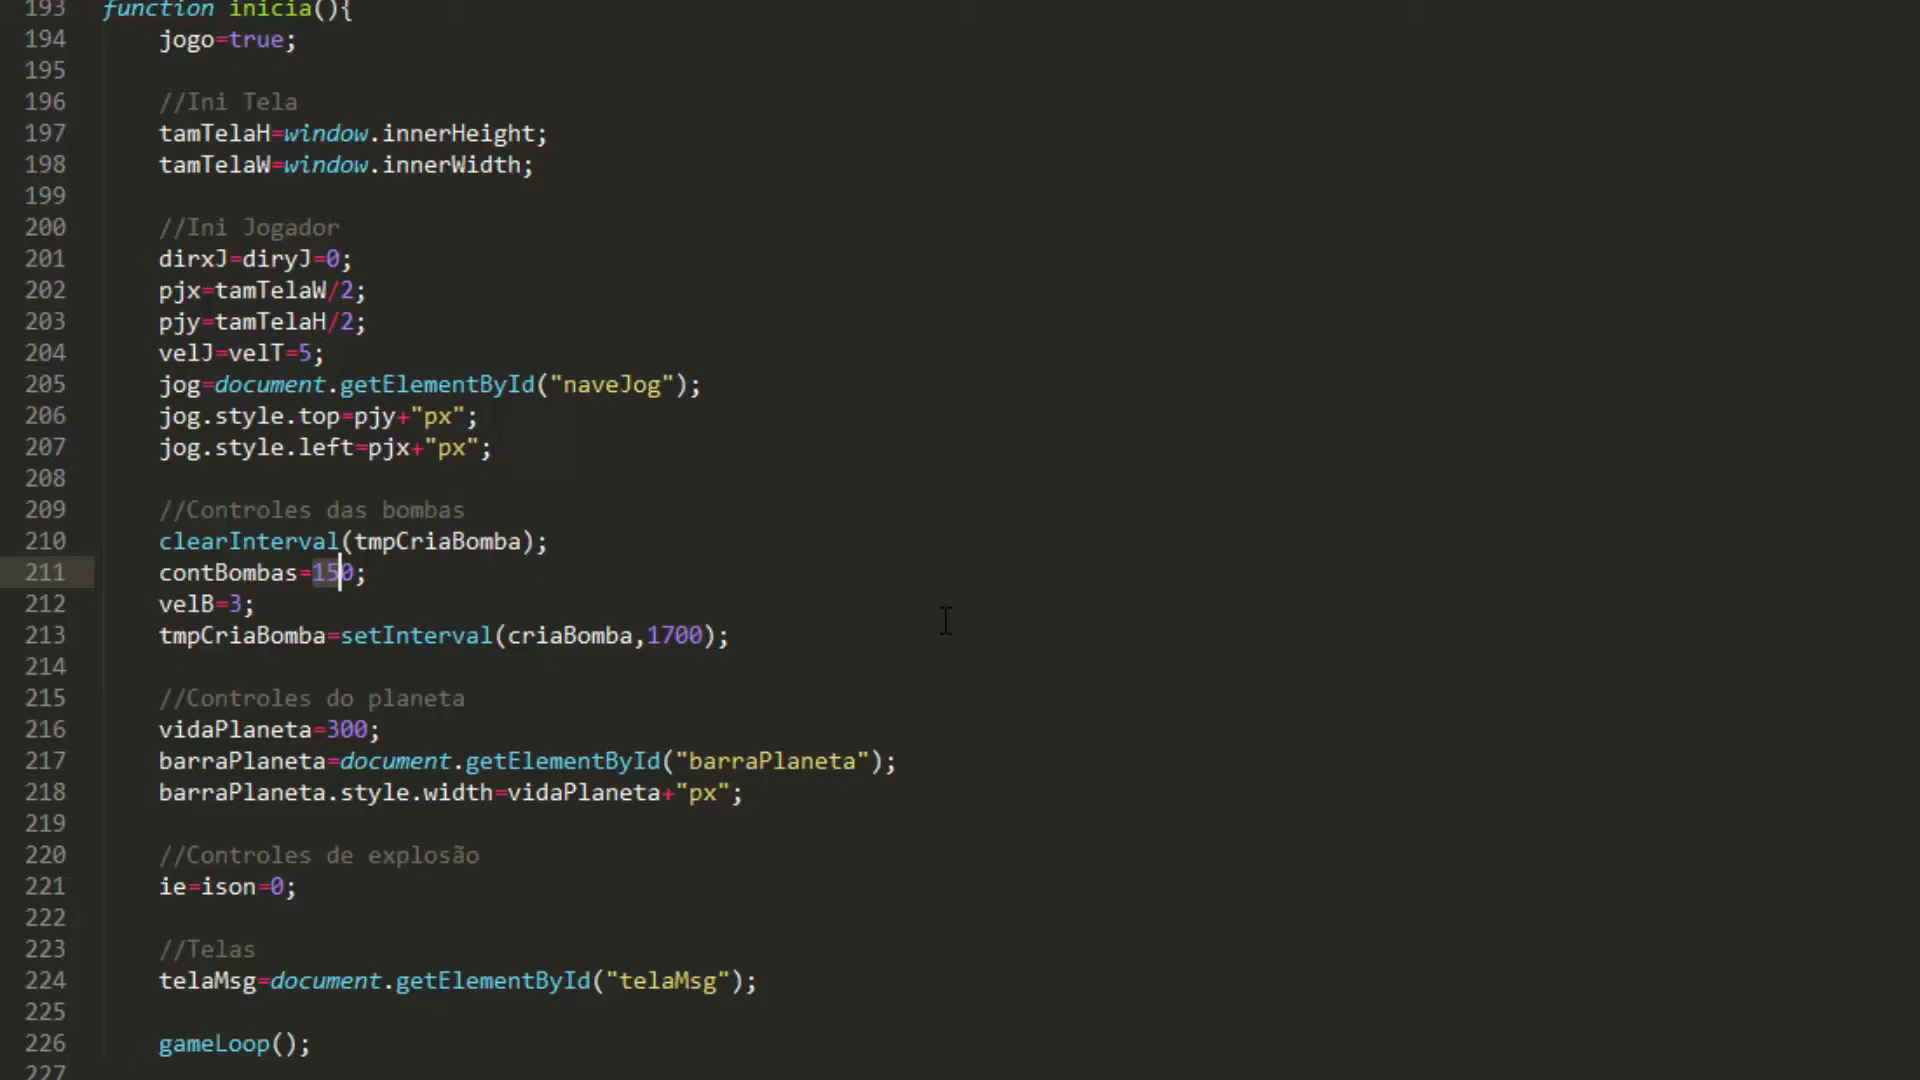 193 function inicia(){
194 jogo=true;
195
196 //Ini Tela
197 tamTelaH=window.innerHeight;
198 tamTelaW=window.innerWidth;
199
200 //Ini Jogador
201 dirxJ=diryJ=0;
202 pjx=tamTelaW/2;
203 pjy=tamTelaH/2;
204 velJ=velT=5;
205 jog=document.getElementById("naveJog");
206 jog.style.top=pjy+"px";
207 jog.style.left=pjx+"px";
208
209 //Controles das bombas
210 clearInterval(tmpCriaBomba);
211 contBombas=150;
212 velB=3;
213 tmpCriaBomba=setInterval(criaBomba,1700);
214
215 //Controles do planeta
216 vidaPlaneta=300;
217 barraPlaneta=document.getElementById("barraPlaneta");
218 barraPlaneta.style.width=vidaPlaneta+"px";
219
220 //Controles de explosão
221 ie=ison=0;
222
223 //Telas
224 telaMsg=document.getElementById("telaMsg");
225
226 gameLoop();
227